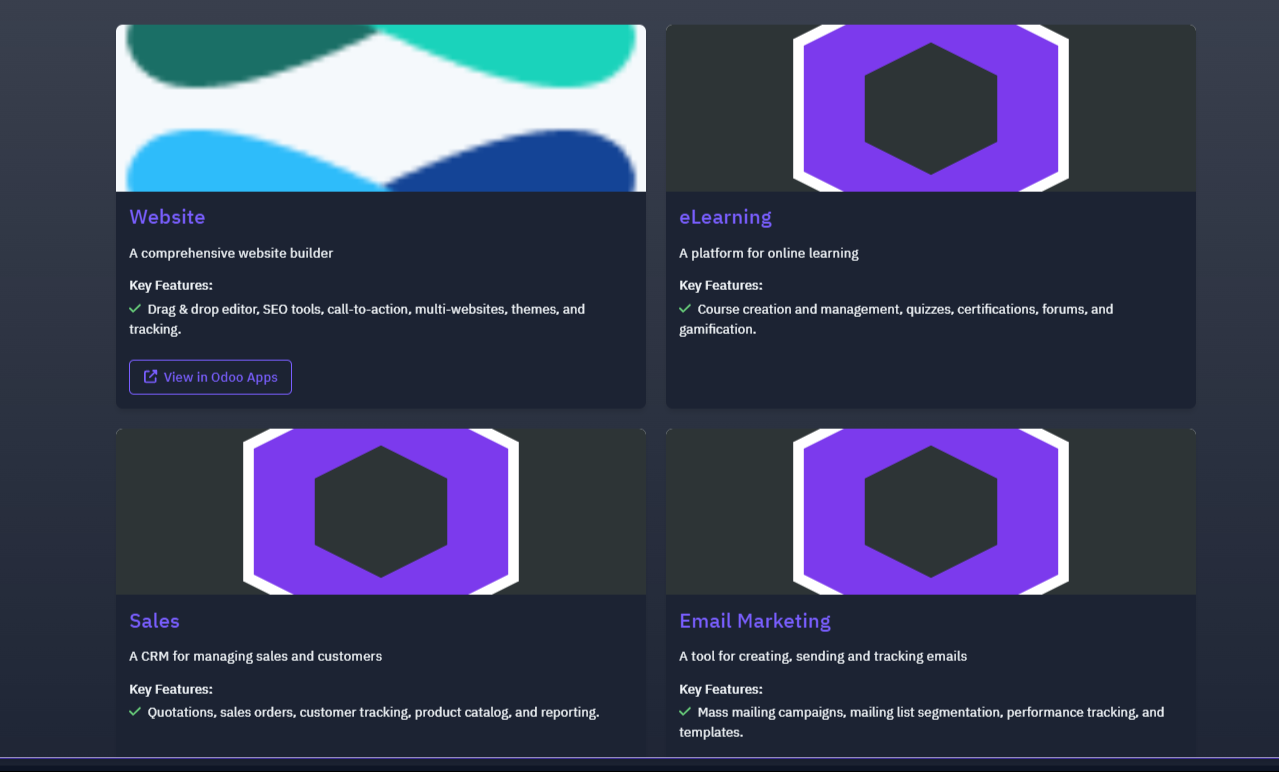 Website
A comprehensive website builder
Key Features:
Drag & drop editor, SEO tools, call-to-action, multi-websites, themes, and
tracking.
View in Odoo Apps
eLearning
A platform for online learning
Key Features:
Course creation and management, quizzes, certifications, forums, and
gamification.
Sales
A CRM for managing sales and customers
Key Features:
Quotations, sales orders, customer tracking, product catalog, and reporting.
Email Marketing
A tool for creating, sending and tracking emails
Key Features:
Mass mailing campaigns, mailing list segmentation, performance tracking, and
templates.